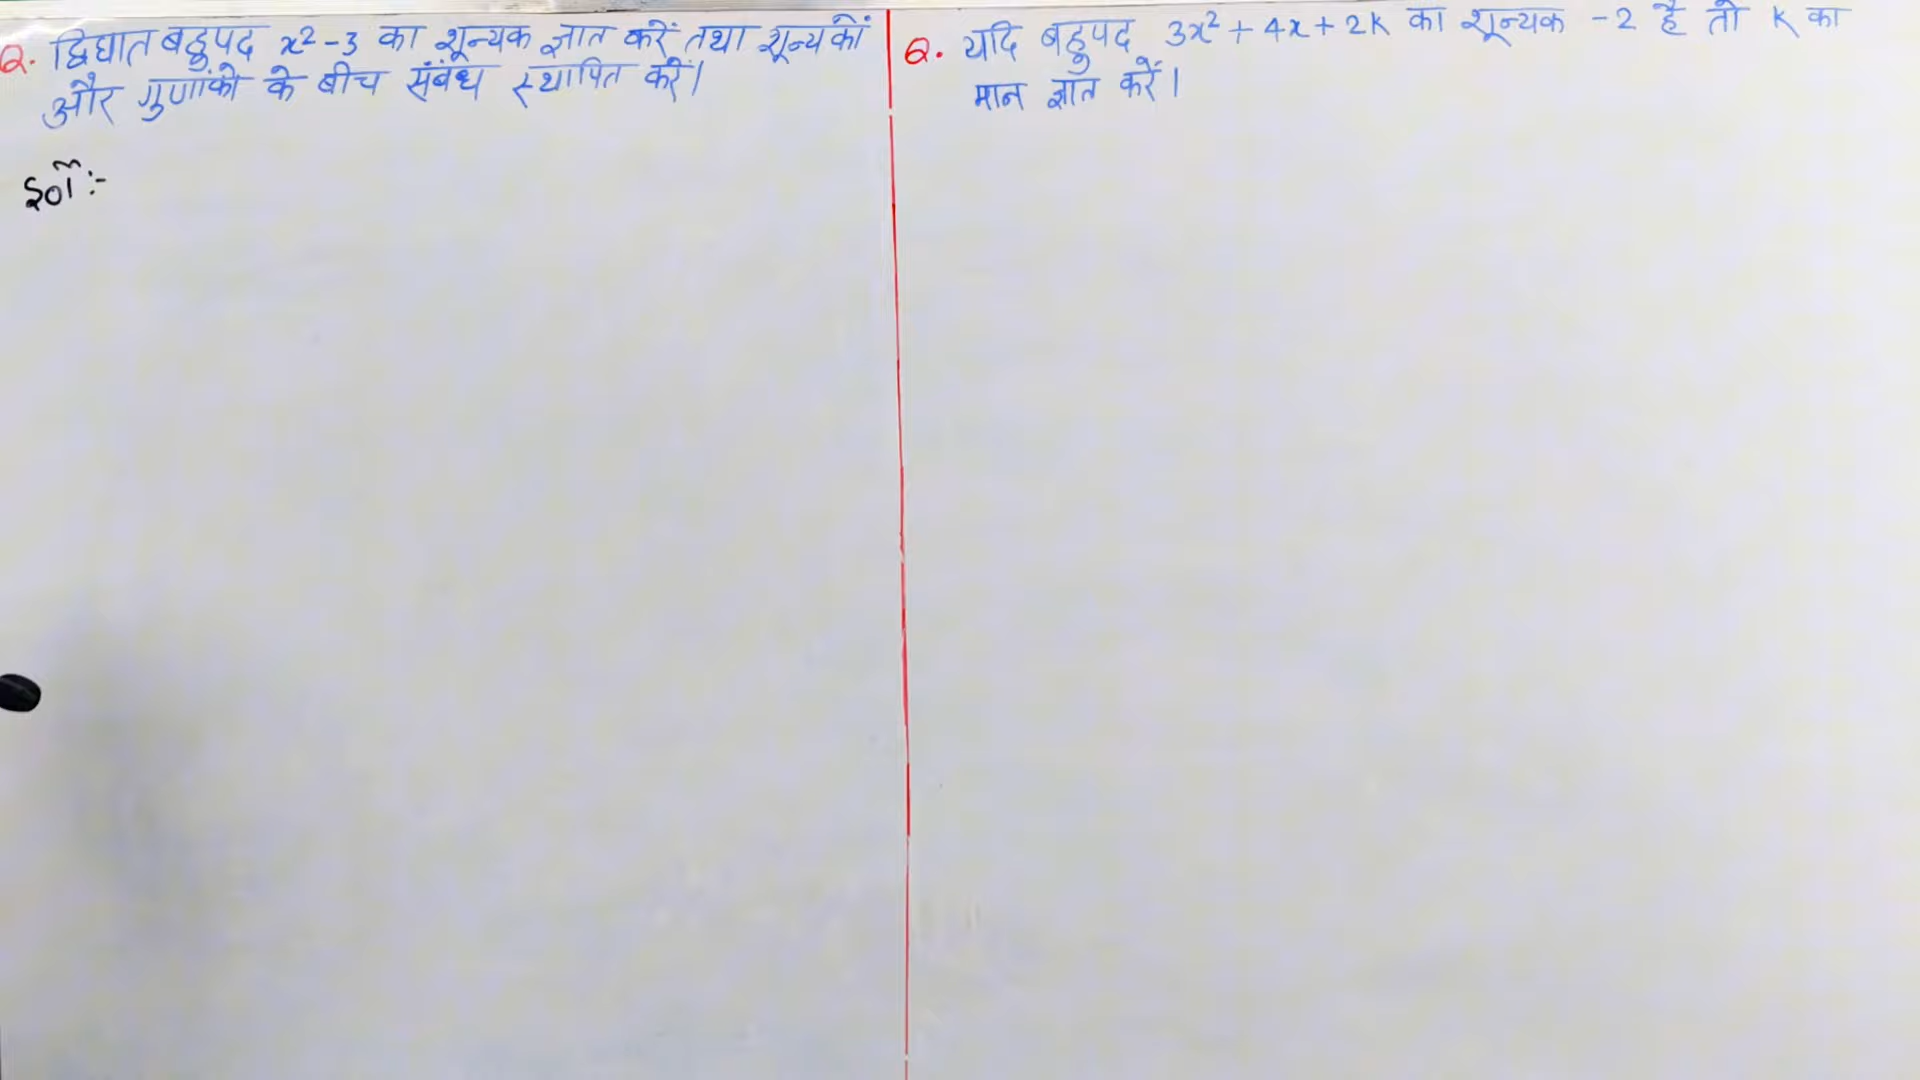 Q. द्विघात बहुपद x²-3 का शून्यक ज्ञात करें तथा शून्यकों
और गुणांकों के बीच संबंध स्थापित करें।
Solⁿ:-
Q. यदि बहुपद 3x²+4x+2K का शून्यक -2 है तो K का
मान ज्ञात करें।